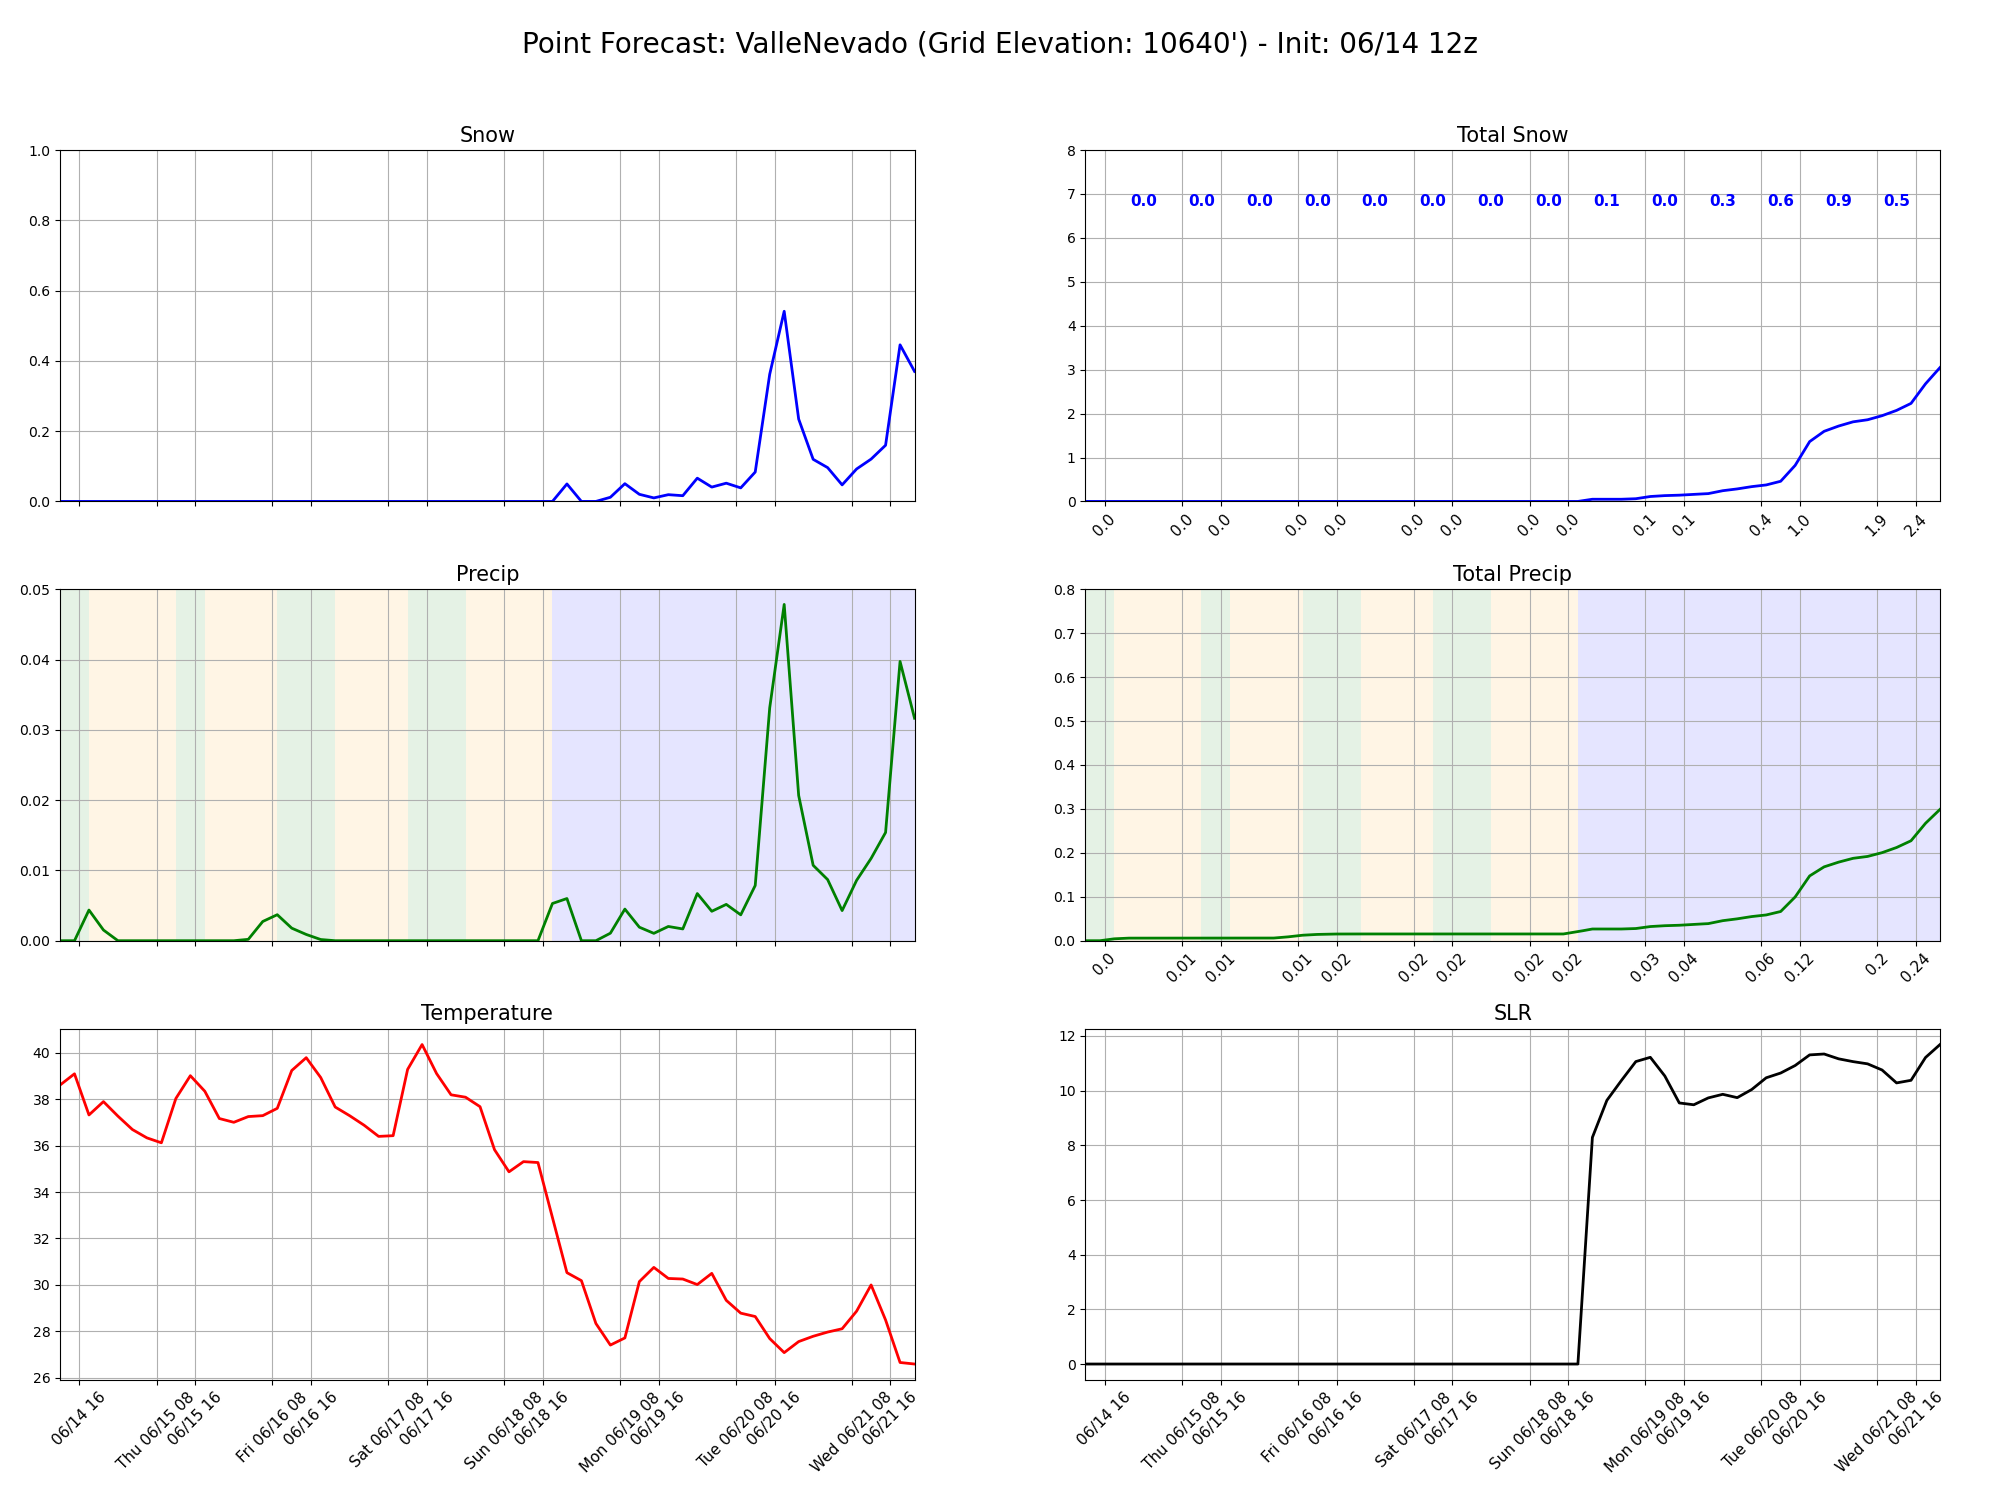 Point Forecast: ValleNevado (Grid Elevation: 10640') - Init: 06/14 12z
Snow
1.0
0.8
0.6
0.4
0.2
0.0
Total Snow
8
7
6
5
4
3
2
1
0
0.0 0.0 0.0 0.0 0.0 0.0 0.0 0.0 0.1 0.0 0.3 0.6 0.9 0.5
0.0 0.0 0.0 0.0 0.0 0.0 0.0 0.0 0.0 0.1 0.1 0.4 1.0 1.9 2.4
Precip
0.05
0.04
0.03
0.02
0.01
0.00
Total Precip
0.8
0.7
0.6
0.5
0.4
0.3
0.2
0.1
0.0
0.0 0.01 0.01 0.01 0.02 0.02 0.02 0.02 0.02 0.03 0.04 0.06 0.12 0.2 0.24
Temperature
40
38
36
34
32
30
28
26
06/14 16
Thu 06/15 08
06/15 16
Fri 06/16 08
06/16 16
Sat 06/17 08
06/17 16
Sun 06/18 08
06/18 16
Mon 06/19 08
06/19 16
Tue 06/20 08
06/20 16
Wed 06/21 08
06/21 16
SLR
12
10
8
6
4
2
0
06/14 16
Thu 06/15 08
06/15 16
Fri 06/16 08
06/16 16
Sat 06/17 08
06/17 16
Sun 06/18 08
06/18 16
Mon 06/19 08
06/19 16
Tue 06/20 08
06/20 16
Wed 06/21 08
06/21 16